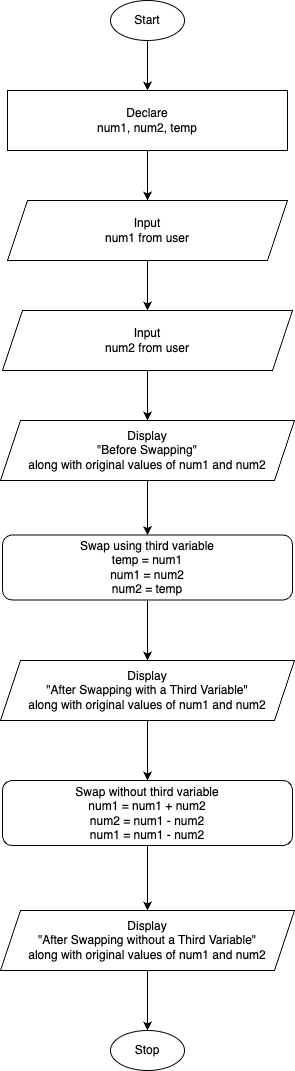 Start
Declare
num1, num2, temp
Input
num1 from user
Input
num2 from user
Display
"Before Swapping"
along with original values of num1 and num2
Swap using third variable
temp = num1
num1 = num2
num2 = temp
Display
"After Swapping with a Third Variable"
along with original values of num1 and num2
Swap without third variable
num1 = num1 + num2
num2 = num1 - num2
num1 = num1 - num2
Display
"After Swapping without a Third Variable"
along with original values of num1 and num2
Stop